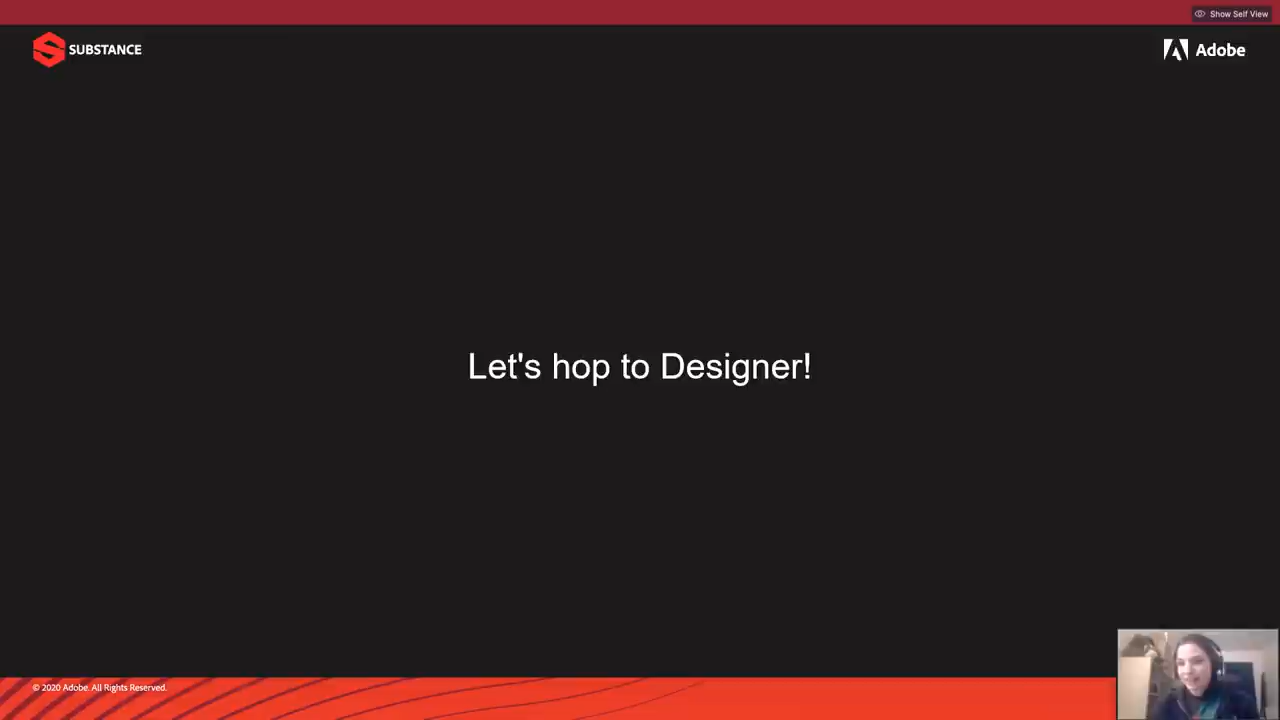 Show Self View
SUBSTANCE
Adobe
Let's hop to Designer!
© 2020 Adobe. All Rights Reserved.